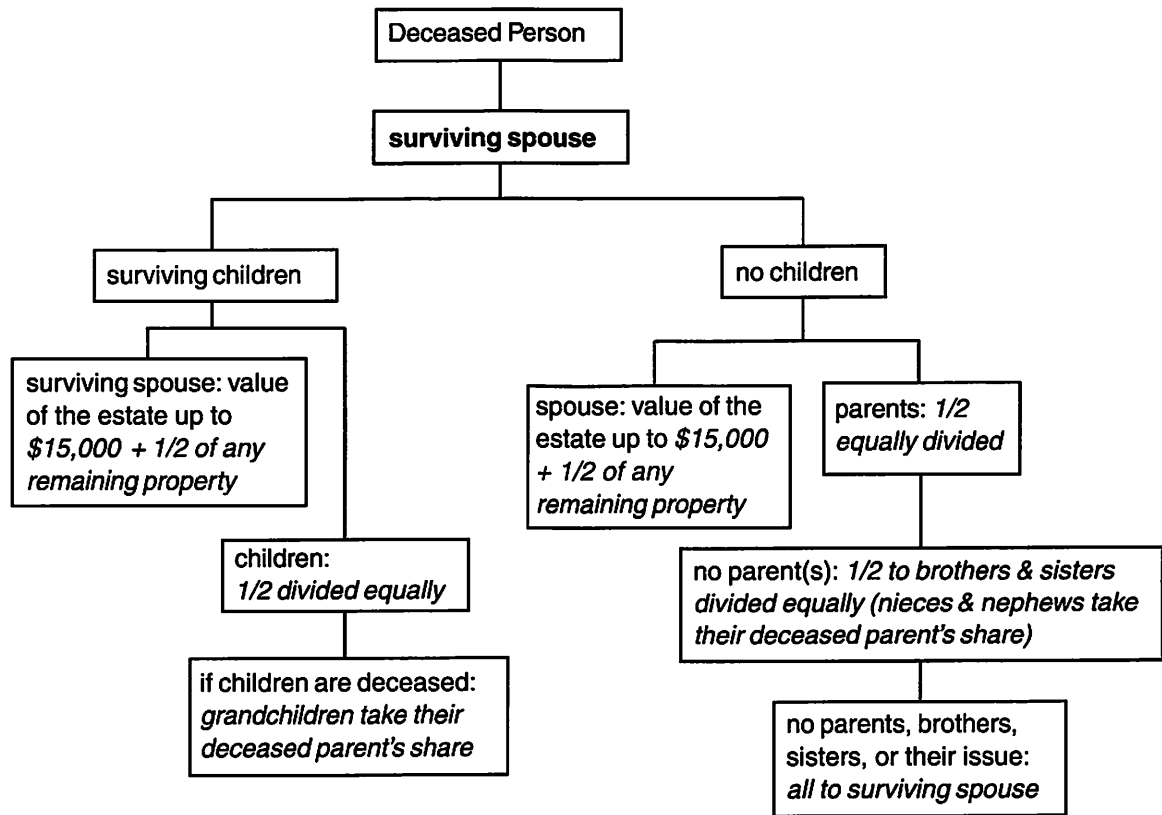 Deceased Person
surviving spouse
surviving children
no children
surviving spouse: value
of the estate up to
$15,000 + 1/2 of any
remaining property
spouse: value of the
estate up to $15,000
+ 1/2 of any
remaining property
parents: 1/2
equally divided
children:
1/2 divided equally
no parent(s): 1/2 to brothers & sisters
divided equally (nieces & nephews take
their deceased parent's share)
if children are deceased:
grandchildren take their
deceased parent's share
no parents, brothers,
sisters, or their issue:
all to surviving spouse